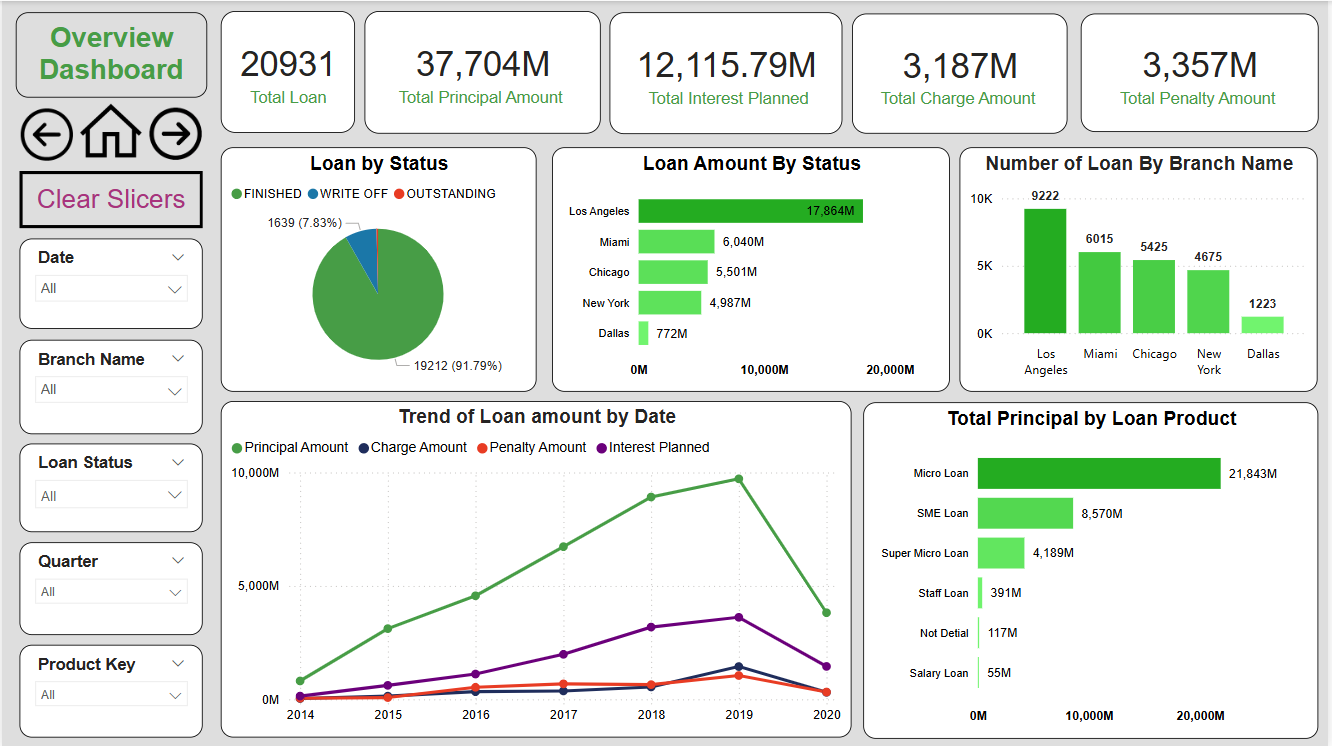 Overview
Dashboard
20931
Total Loan
37,704M
Total Principal Amount
12,115.79M
Total Interest Planned
3,187M
Total Charge Amount
3,357M
Total Penalty Amount
Clear Slicers
Date
All
Branch Name
All
Loan Status
All
Quarter
All
Product Key
All
Loan by Status
FINISHED WRITE OFF OUTSTANDING
1639 (7.83%)
19212 (91.79%)
Loan Amount By Status
Los Angeles 17,864M
Miami 6,040M
Chicago 5,501M
New York 4,987M
Dallas 772M
0M 10,000M 20,000M
Number of Loan By Branch Name
10K
5K
0K
9222
6015
5425
4675
1223
Los
Angeles
Miami
Chicago
New
York
Dallas
Trend of Loan amount by Date
Principal Amount Charge Amount Penalty Amount Interest Planned
10,000M
5,000M
0M
2014 2015 2016 2017 2018 2019 2020
Total Principal by Loan Product
Micro Loan 21,843M
SME Loan 8,570M
Super Micro Loan 4,189M
Staff Loan 391M
Not Detial 117M
Salary Loan 55M
0M 10,000M 20,000M